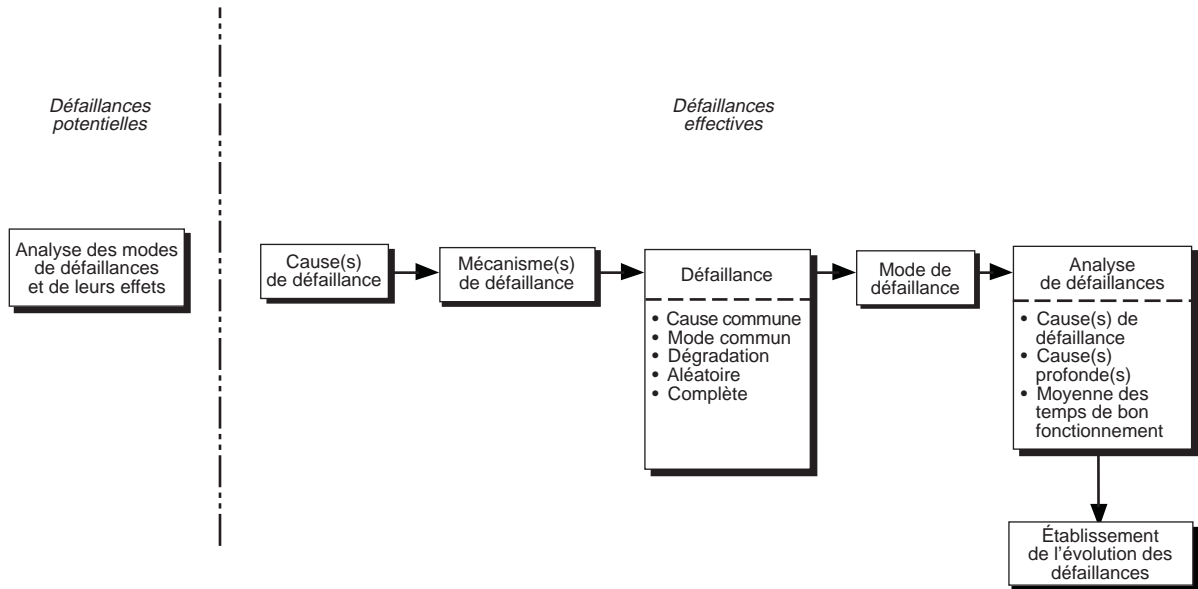 Défaillances
potentielles
Défaillances
effectives
Analyse des modes
de défaillances
et de leurs effets
Cause(s)
de défaillance
Mécanisme(s)
de défaillance
Défaillance
• Cause commune
• Mode commun
• Dégradation
• Aléatoire
• Complète
Mode de
défaillance
Analyse
de défaillances
• Cause(s) de
défaillance
• Cause(s)
profonde(s)
• Moyenne des
temps de bon
fonctionnement
Établissement
de l'évolution des
défaillances